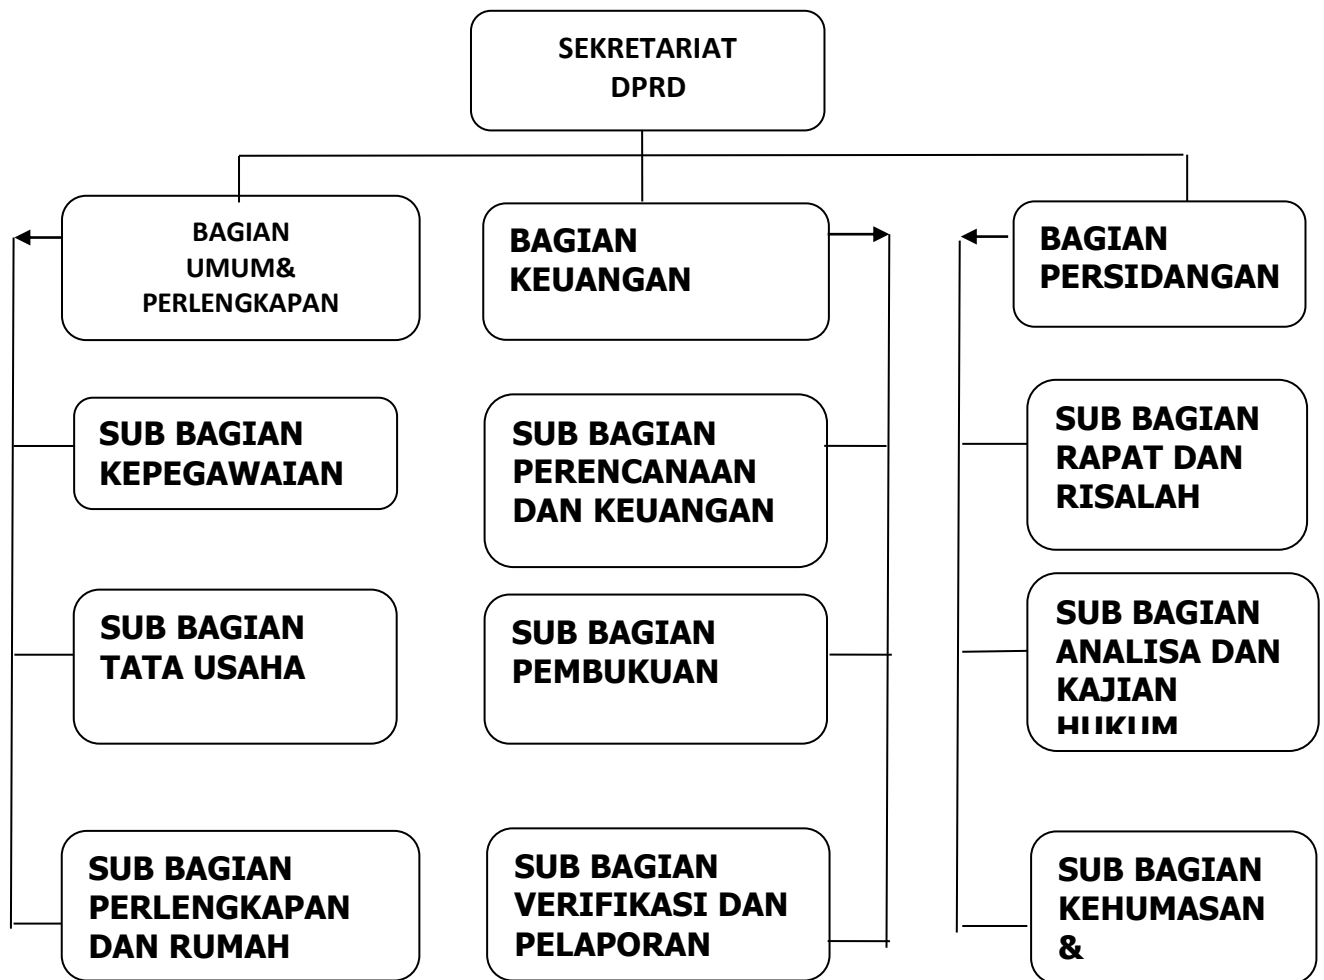 SEKRETARIAT
DPRD
BAGIAN
UMUM&
PERLENGKAPAN
BAGIAN
KEUANGAN
BAGIAN
PERSIDANGAN
SUB BAGIAN
KEPEGAWAIAN
SUB BAGIAN
PERENCANAAN
DAN KEUANGAN
SUB BAGIAN
RAPAT DAN
RISALAH
SUB BAGIAN
TATA USAHA
SUB BAGIAN
PEMBUKUAN
SUB BAGIAN
ANALISA DAN
KAJIAN
HUKUM
SUB BAGIAN
PERLENGKAPAN
DAN RUMAH
SUB BAGIAN
VERIFIKASI DAN
PELAPORAN
SUB BAGIAN
KEHUMASAN
&